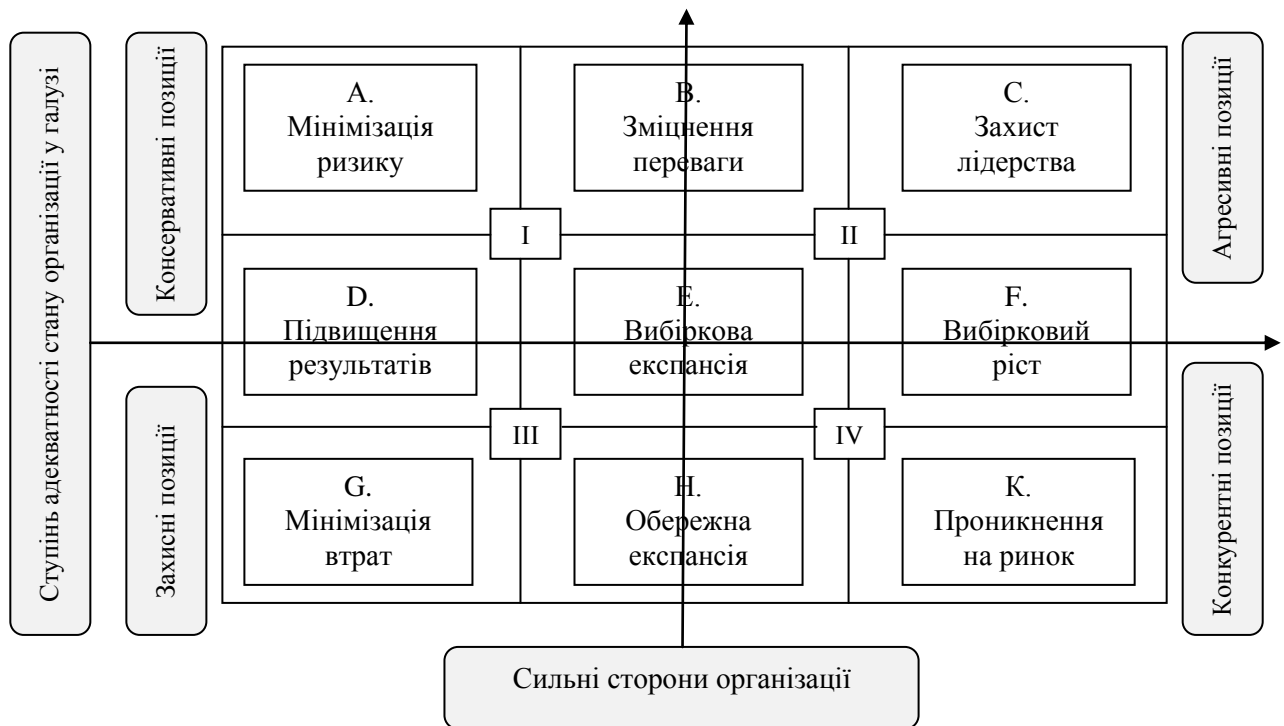 Ступінь адекватності стану організації у галузі
Консервативні позиції
Захисні позиції
A.
Мінімізація
ризику
B.
Зміцнення
переваги
C.
Захист
лідерства
I
II
D.
Підвищення
результатів
E.
Вибіркова
експансія
F.
Вибірковий
ріст
III
IV
G.
Мінімізація
втрат
H.
Обережна
експансія
K.
Проникнення
на ринок
Агресивні позиції
Конкурентні позиції
Сильні сторони організації